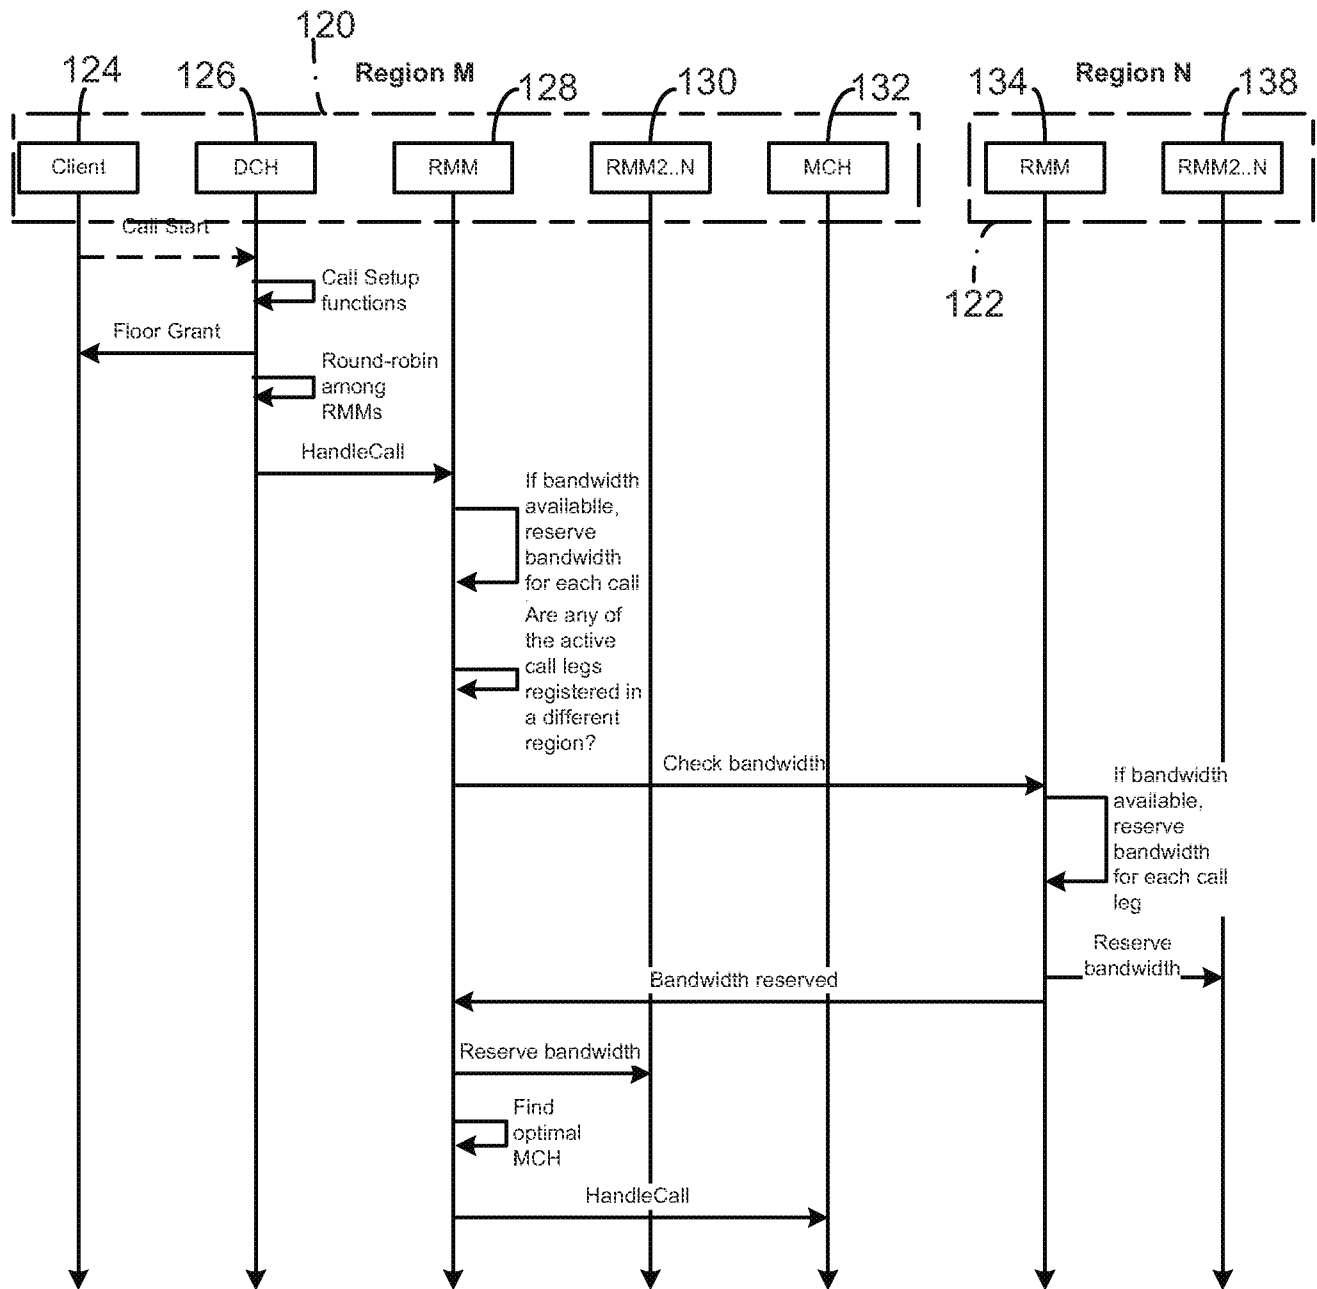 120
124
126
Region M
128
130
132
134
Region N
138
Client
DCH
RMM
RMM2..N
MCH
RMM
RMM2..N
Call Start
122
Call Setup
functions
Floor Grant
Round-robin
among
RMMs
HandleCall
If bandwidth
availablle,
reserve
bandwidth
for each call
Are any of
the active
call legs
registered in
a different
region?
Check bandwidth
If bandwidth
available,
reserve
bandwidth
for each call
leg
Reserve
bandwidth
Bandwidth reserved
Reserve bandwidth
Find
optimal
MCH
HandleCall